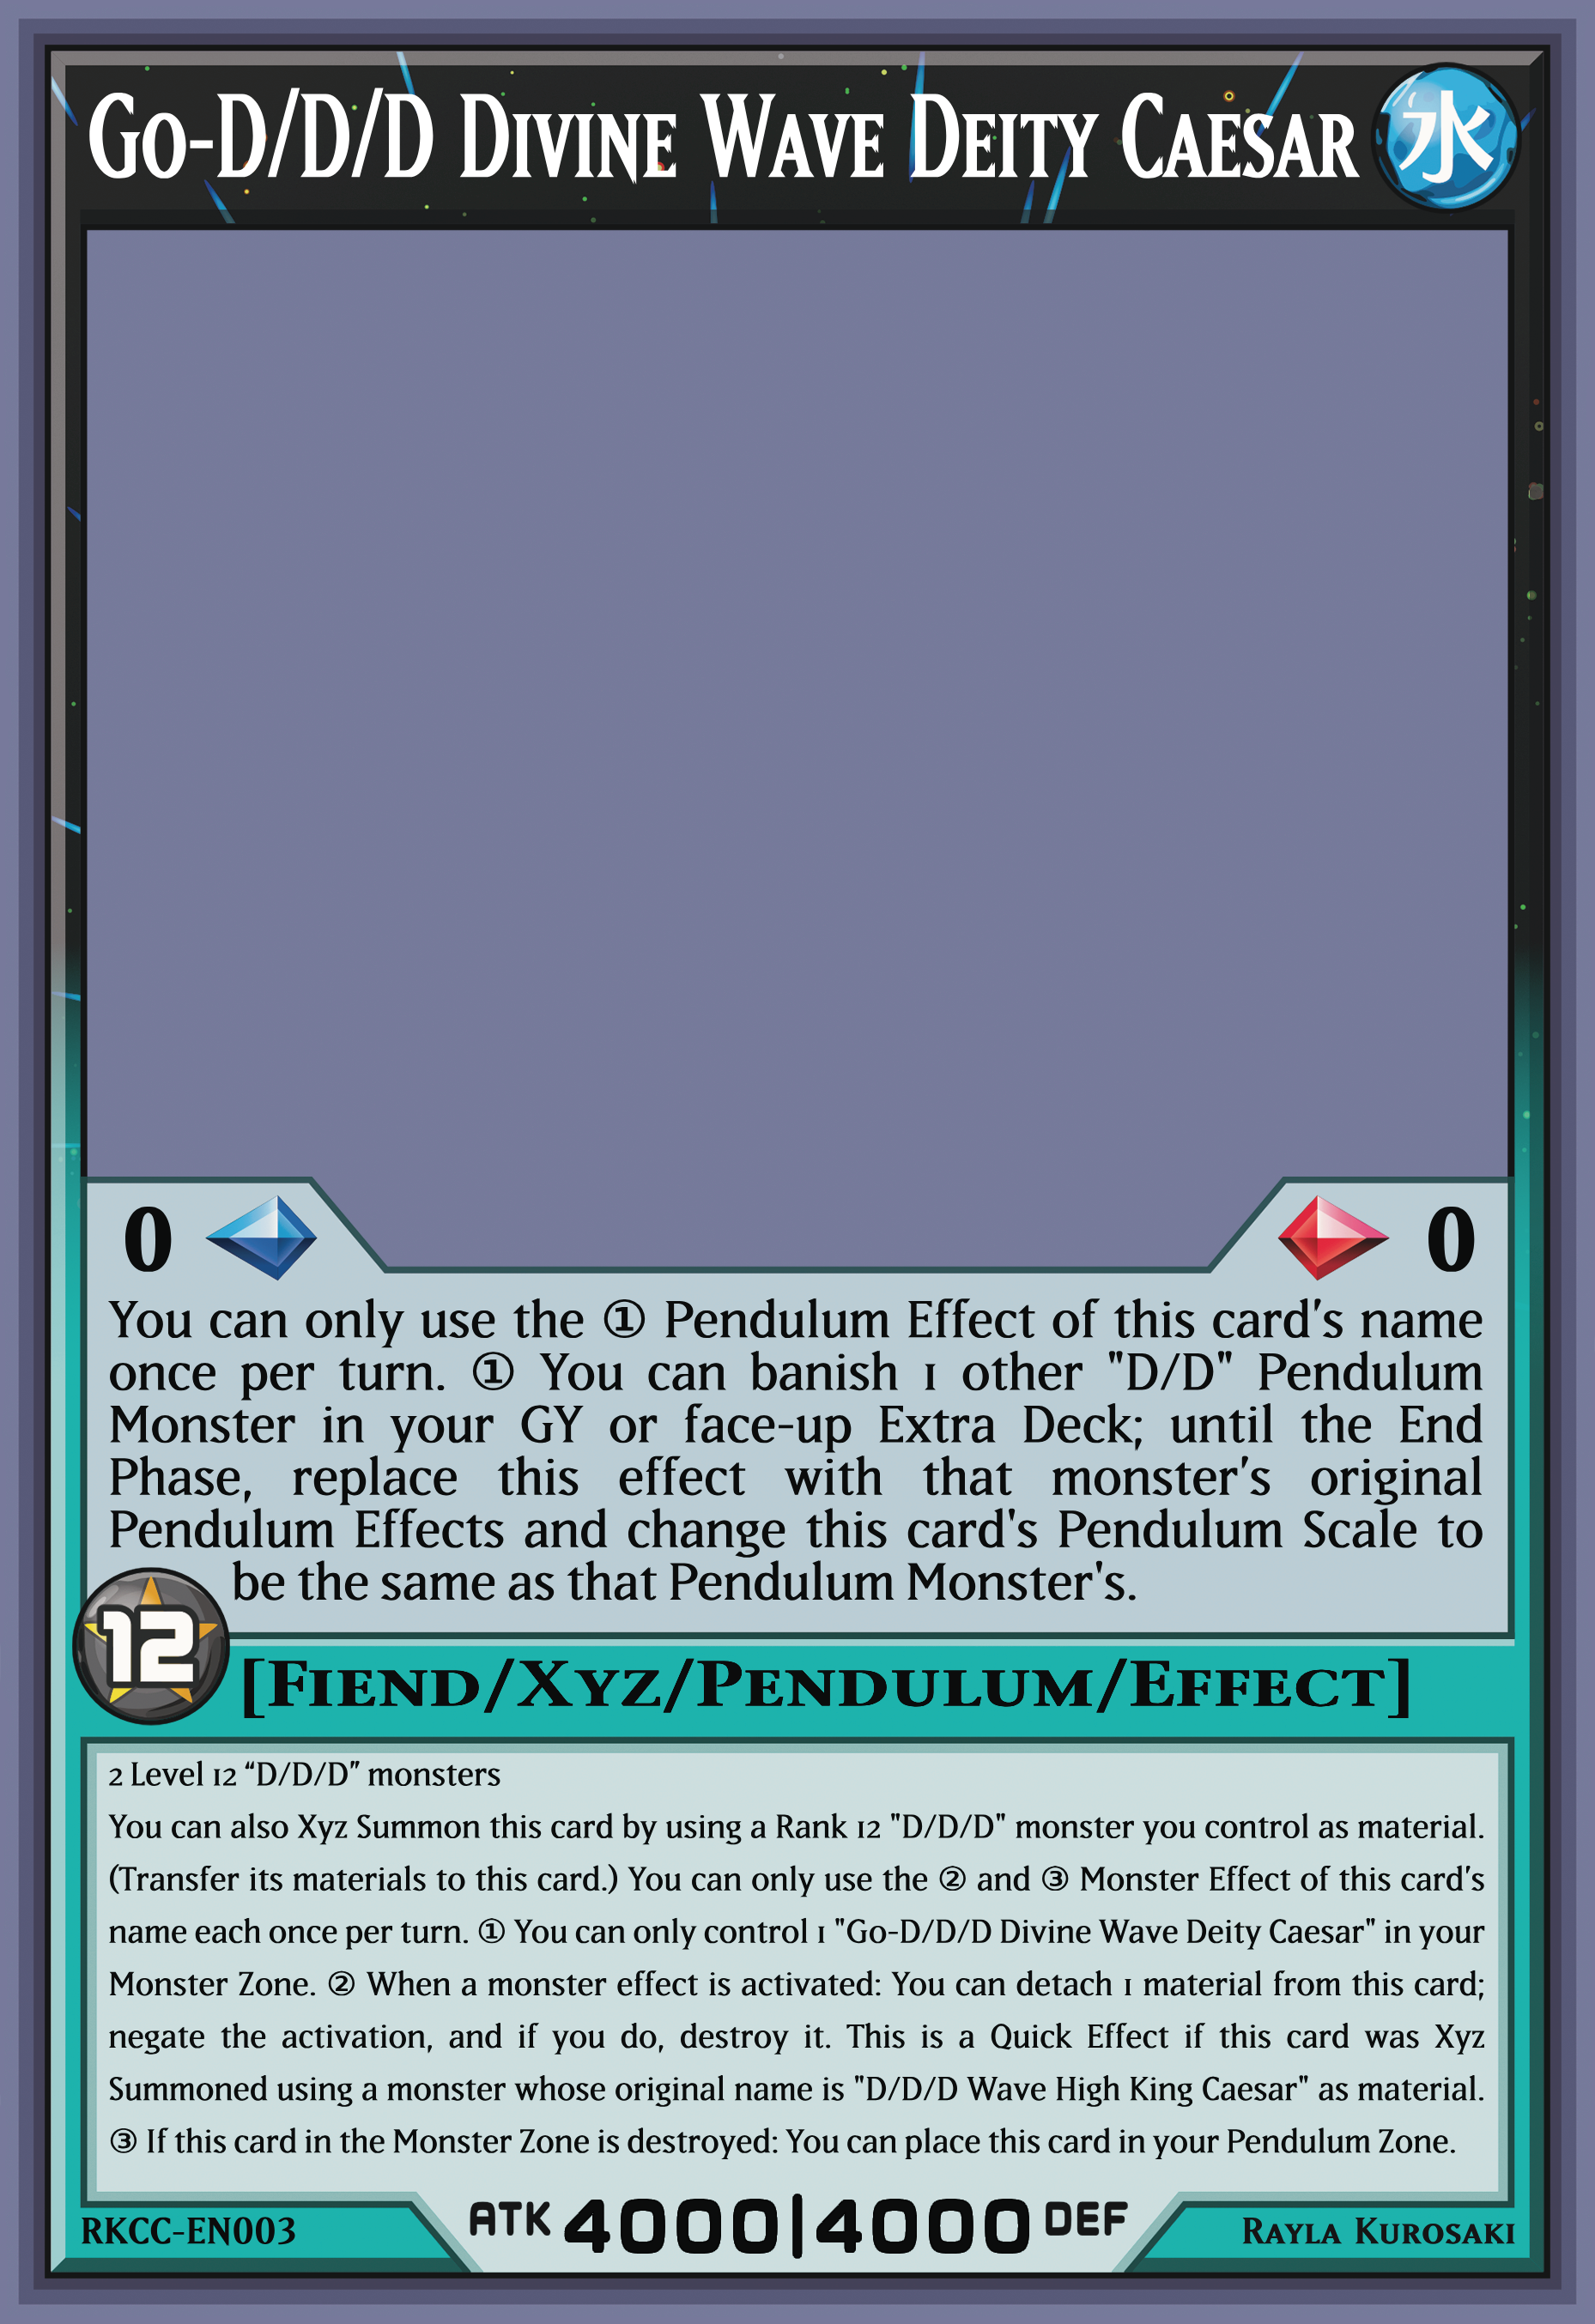 Go-D/D/D Divine Wave Deity Caesar 水
0 0
You can only use the ① Pendulum Effect of this card's name
once per turn. ① You can banish 1 other "D/D" Pendulum
Monster in your GY or face-up Extra Deck; until the End
Phase, replace this effect with that monster's original
Pendulum Effects and change this card's Pendulum Scale to
be the same as that Pendulum Monster's.
12
[Fiend/Xyz/Pendulum/Effect]
2 Level 12 “D/D/D” monsters
You can also Xyz Summon this card by using a Rank 12 "D/D/D" monster you control as material.
(Transfer its materials to this card.) You can only use the ② and ③ Monster Effect of this card's
name each once per turn. ① You can only control 1 "Go-D/D/D Divine Wave Deity Caesar" in your
Monster Zone. ② When a monster effect is activated: You can detach 1 material from this card;
negate the activation, and if you do, destroy it. This is a Quick Effect if this card was Xyz
Summoned using a monster whose original name is "D/D/D Wave High King Caesar" as material.
③ If this card in the Monster Zone is destroyed: You can place this card in your Pendulum Zone.
ATK 4000|4000 DEF
RKCC-EN003
Rayla Kurosaki